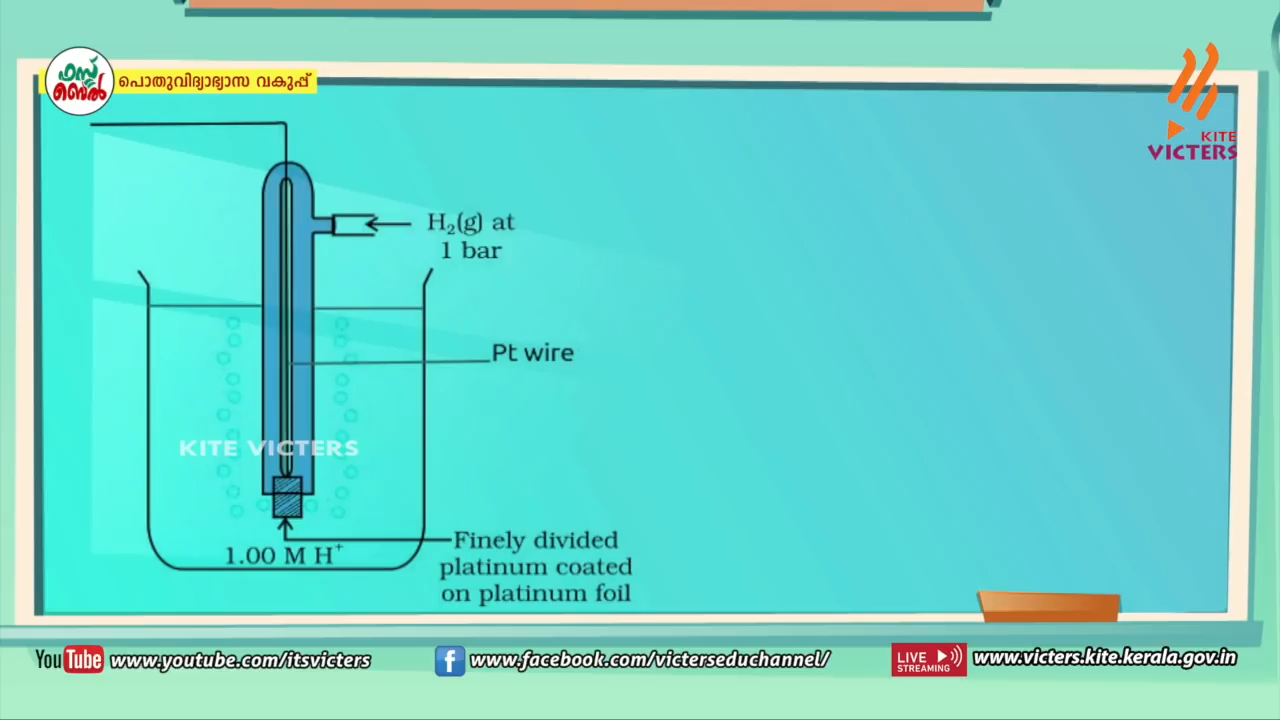 ഫസ്റ്റ്
ബെൽ
പൊതുവിദ്യാഭ്യാസ വകുപ്പ്
KITE
VICTERS
H₂(g) at
1 bar
Pt wire
KITE VICTERS
1.00 M H⁺
Finely divided
platinum coated
on platinum foil
YouTube www.youtube.com/itsvicters
f www.facebook.com/victerseduchannel/
LIVE
STREAMING
www.victers.kite.kerala.gov.in